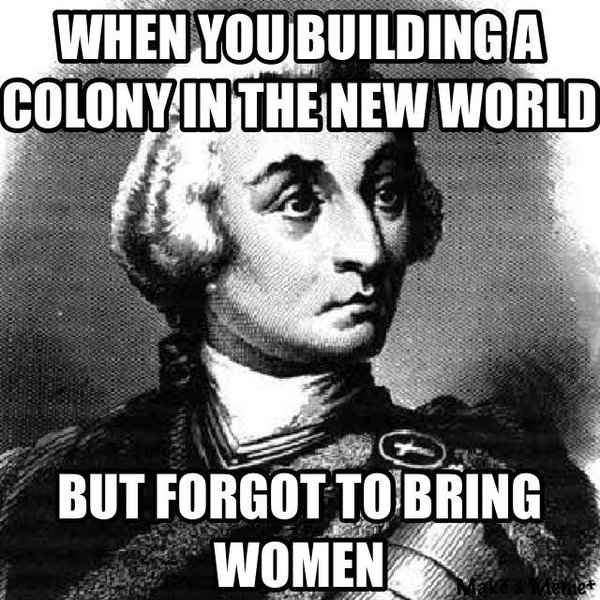 WHEN YOU BUILDING A
COLONY IN THE NEW WORLD
BUT FORGOT TO BRING
WOMEN
Make a Meme+